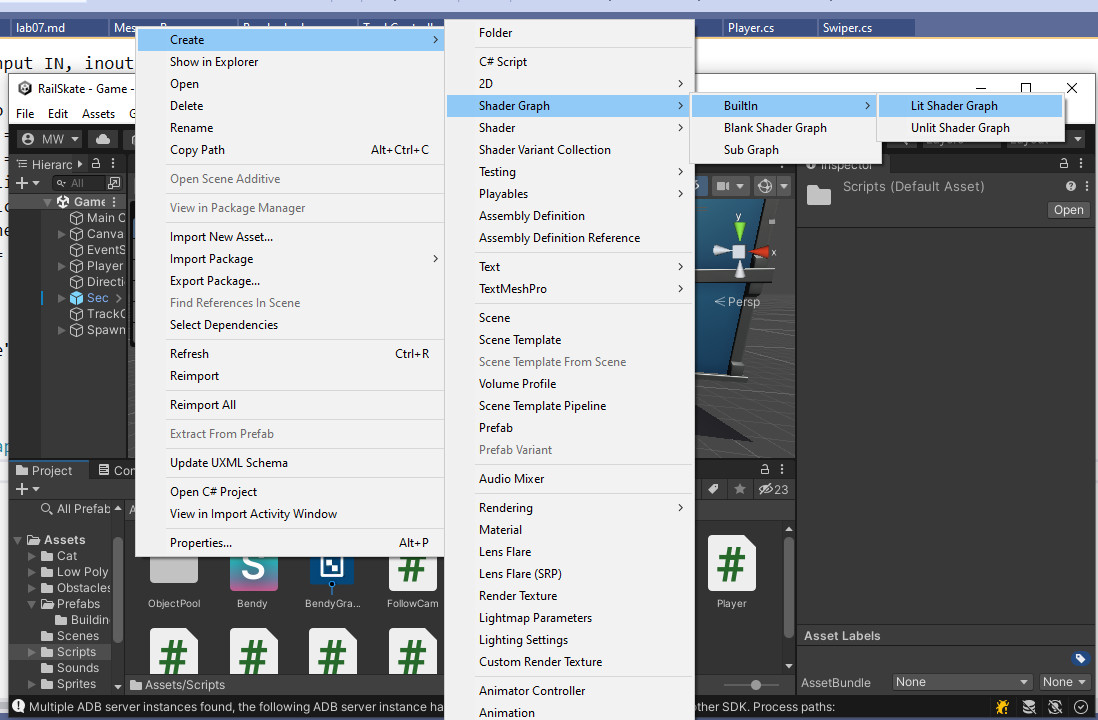 lab07.md
Player.cs
Swiper.cs
nput IN, inout
RailSkate - Game -
File Edit Assets G
MW
Hierarc
All
Game
Main C
Canva
EventS
Player
Directi
Sec
TrackC
Spawn
Create
Show in Explorer
Open
Delete
Rename
Copy Path Alt+Ctrl+C
Open Scene Additive
View in Package Manager
Import New Asset...
Import Package
Export Package...
Find References In Scene
Select Dependencies
Refresh Ctrl+R
Reimport
Reimport All
Extract From Prefab
Update UXML Schema
Open C# Project
View in Import Activity Window
Properties... Alt+P
Folder
C# Script
2D
Shader Graph
Shader
Shader Variant Collection
Testing
Playables
Assembly Definition
Assembly Definition Reference
Text
TextMeshPro
Scene
Scene Template
Scene Template From Scene
Volume Profile
Scene Template Pipeline
Prefab
Prefab Variant
Audio Mixer
Rendering
Material
Lens Flare
Lens Flare (SRP)
Render Texture
Lightmap Parameters
Lighting Settings
Custom Render Texture
Animator Controller
Animation
BuiltIn
Blank Shader Graph
Sub Graph
Lit Shader Graph
Unlit Shader Graph
Inspector
Scripts (Default Asset)
Open
y
x
Persp
Project
Con
23
All Prefab
Assets
Cat
Low Poly
Obstacles
Prefabs
Building
Scenes
Scripts
Sounds
Sprites
ObjectPool
Bendy
BendyGra...
FollowCam
Player
Assets/Scripts
Asset Labels
AssetBundle None None
Multiple ADB server instances found, the following ADB server instance ha
other SDK. Process paths: